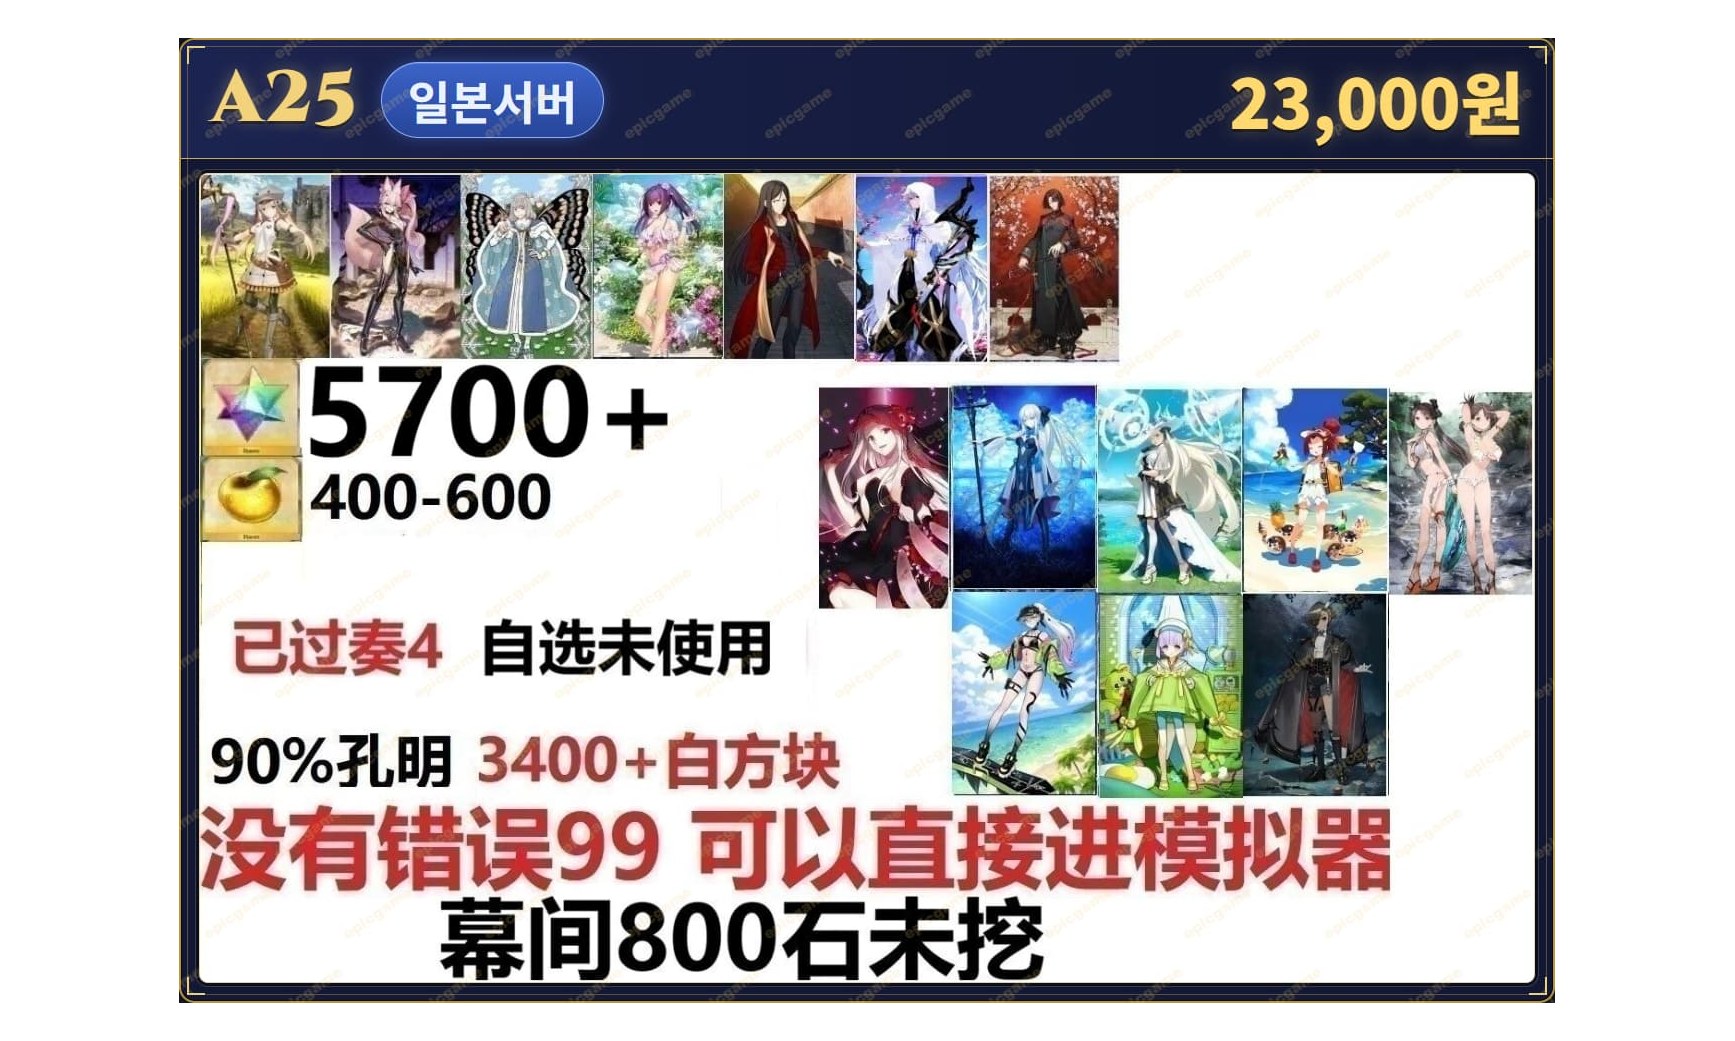 A25 일본서버 23,000원
5700+
400-600
已过奏4 自选未使用
90%孔明 3400+白方块
没有错误99 可以直接进模拟器
幕间800石未挖
epicgame